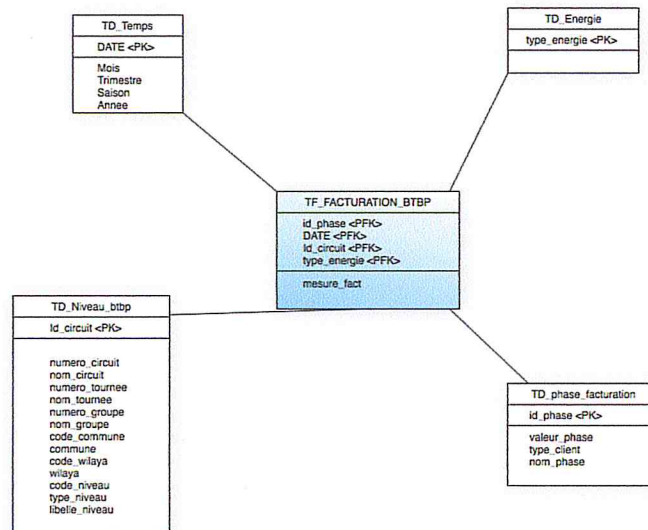 TD_Temps
DATE <PK>
Mois
Trimestre
Saison
Annee
TD_Energie
type_energie <PK>
TF_FACTURATION_BTBP
id_phase <PFK>
DATE <PFK>
Id_circuit <PFK>
type_energie <PFK>
mesure_fact
TD_Niveau_btbp
Id_circuit <PK>
numero_circuit
nom_circuit
numero_tournee
nom_tournee
numero_groupe
nom_groupe
code_commune
commune
code_wilaya
wilaya
code_niveau
type_niveau
libelle_niveau
TD_phase_facturation
id_phase <PK>
valeur_phase
type_client
nom_phase